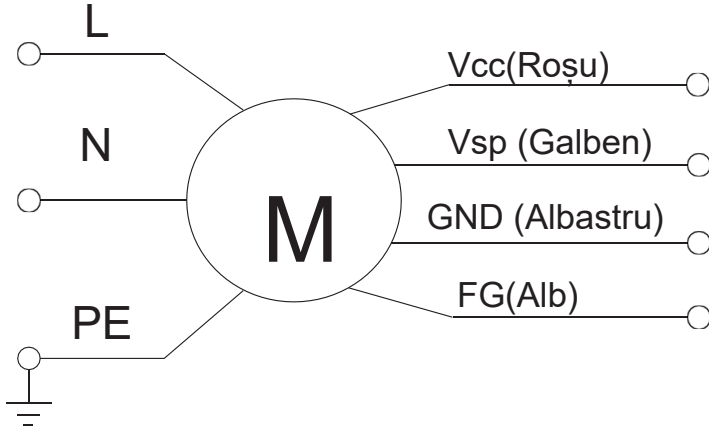 L
N
PE
M
Vcc(Roșu)
Vsp (Galben)
GND (Albastru)
FG(Alb)